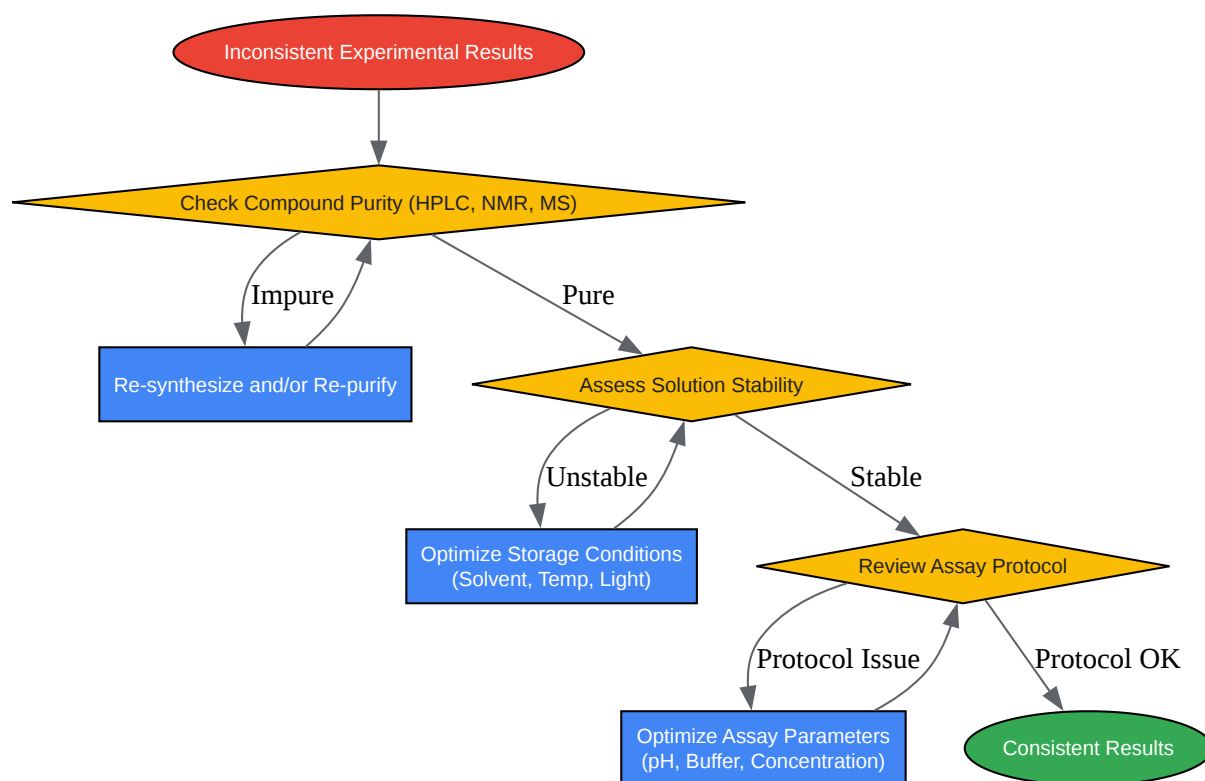 Inconsistent Experimental Results
Check Compound Purity (HPLC, NMR, MS)
Impure
Pure
Re-synthesize and/or Re-purify
Assess Solution Stability
Unstable
Stable
Optimize Storage Conditions
(Solvent, Temp, Light)
Review Assay Protocol
Protocol Issue
Protocol OK
Optimize Assay Parameters
(pH, Buffer, Concentration)
Consistent Results